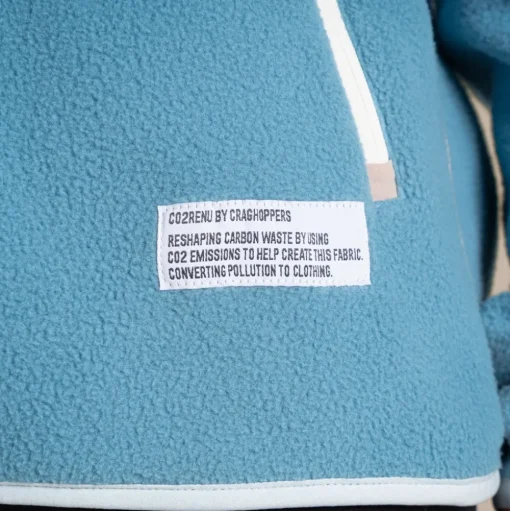 CO2RENU BY CRAGHOPPERS
RESHAPING CARBON WASTE BY USING
CO2 EMISSIONS TO HELP CREATE THIS FABRIC.
CONVERTING POLLUTION TO CLOTHING.